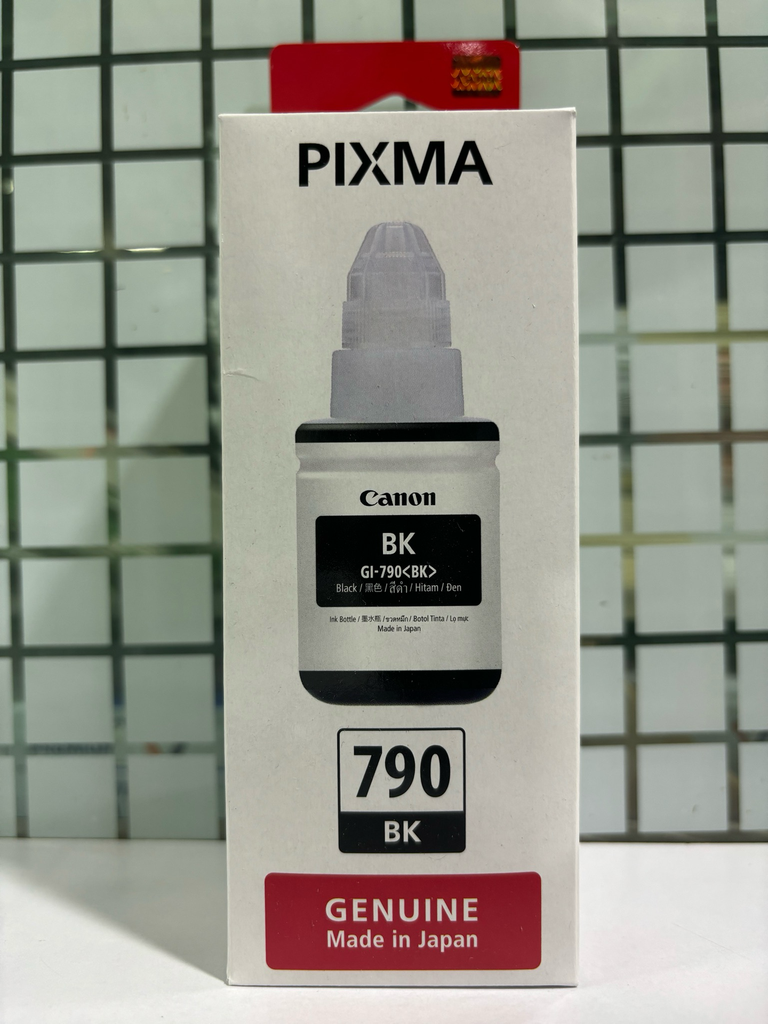 PIXMA
Canon
BK
GI-790<BK>
Black / 黑色 / สีดำ / Hitam / Đen
Ink Bottle / 墨水瓶 / ขวดหมึก / Botol Tinta / Lọ mực
Made in Japan
790
BK
GENUINE
Made in Japan